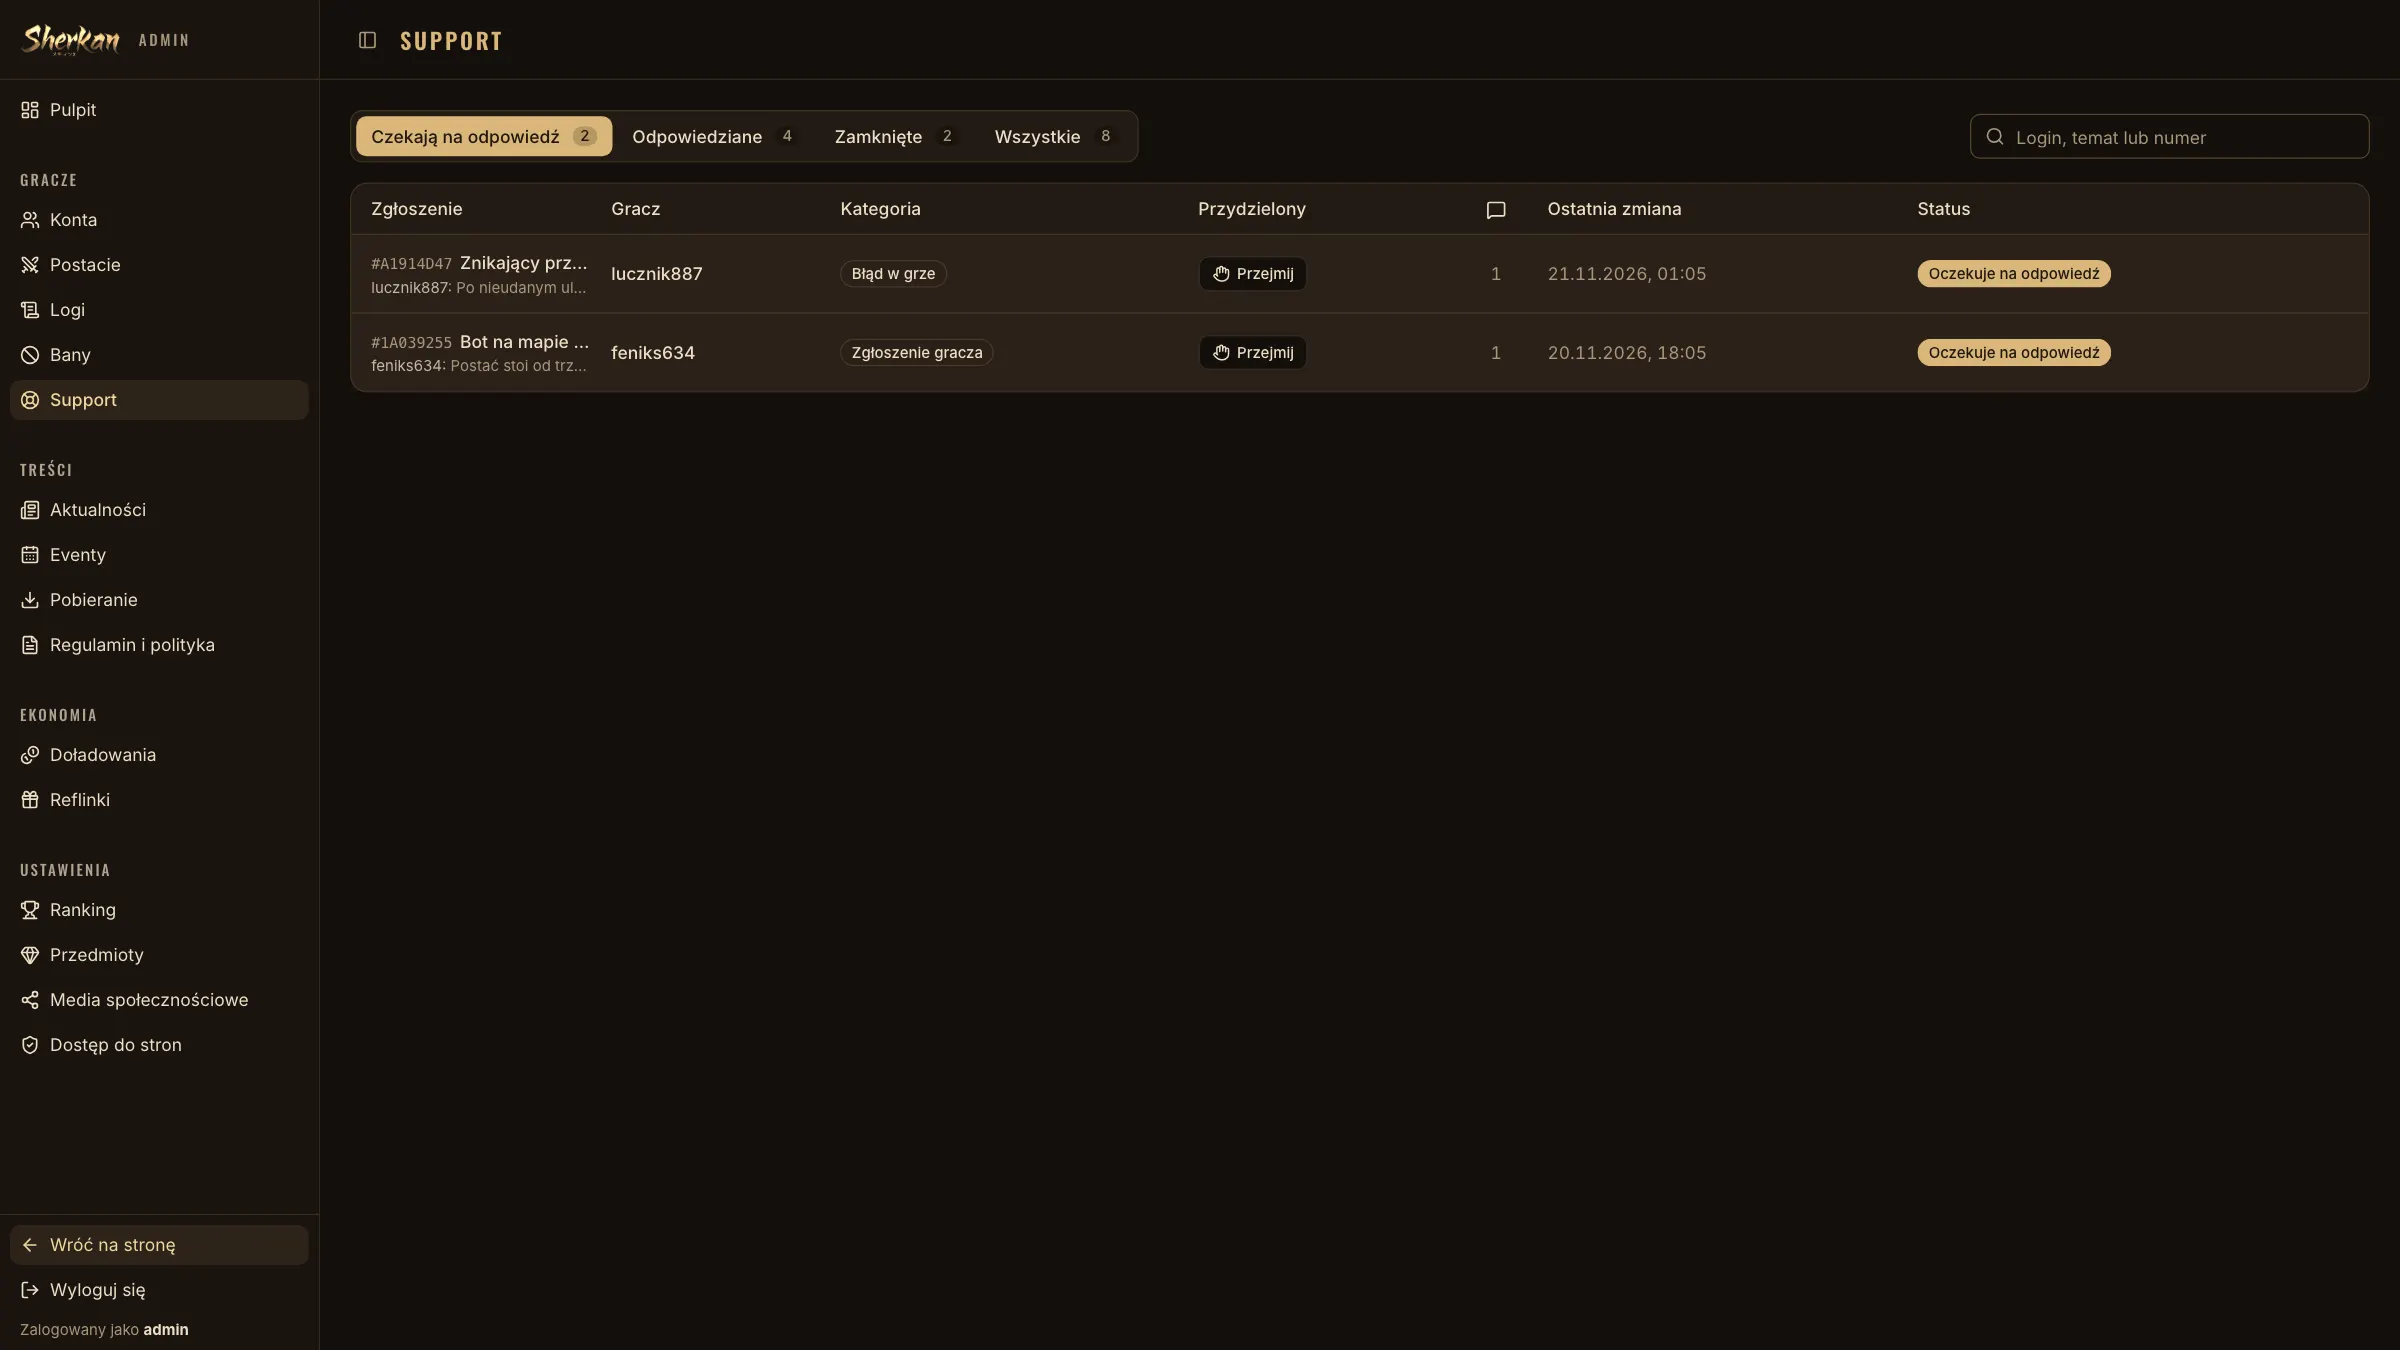 Sherkan ADMIN
SUPPORT
Pulpit
GRACZE
Konta
Postacie
Logi
Bany
Support
TREŚCI
Aktualności
Eventy
Pobieranie
Regulamin i polityka
EKONOMIA
Doładowania
Reflinki
USTAWIENIA
Ranking
Przedmioty
Media społecznościowe
Dostęp do stron
Wróć na stronę
Wyloguj się
Zalogowany jako admin
Czekają na odpowiedź 2 Odpowiedziane 4 Zamknięte 2 Wszystkie 8
Login, temat lub numer
Zgłoszenie Gracz Kategoria Przydzielony Ostatnia zmiana Status
#A1914D47 Znikający prz...
lucznik887: Po nieudanym ul...
lucznik887 Błąd w grze Przejmij 1 21.11.2026, 01:05 Oczekuje na odpowiedź
#1A039255 Bot na mapie ...
feniks634: Postać stoi od trz...
feniks634 Zgłoszenie gracza Przejmij 1 20.11.2026, 18:05 Oczekuje na odpowiedź